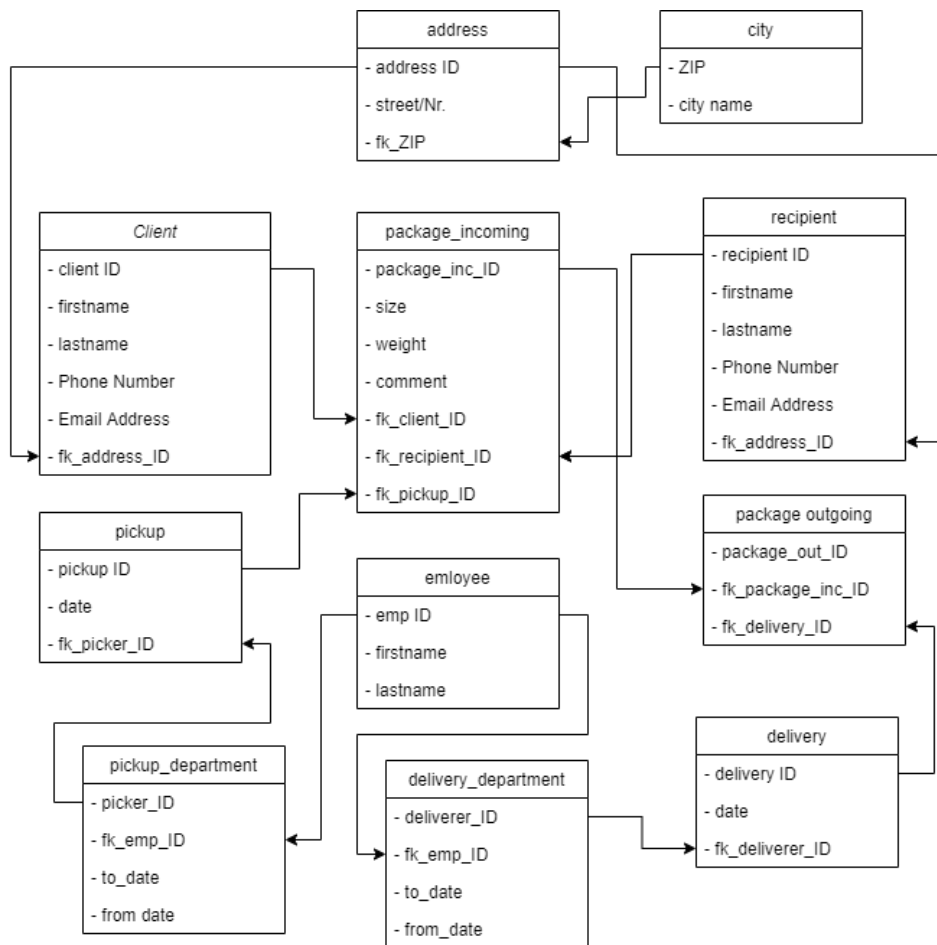 address
- address ID
- street/Nr.
- fk_ZIP
city
- ZIP
- city name
Client
- client ID
- firstname
- lastname
- Phone Number
- Email Address
- fk_address_ID
package_incoming
- package_inc_ID
- size
- weight
- comment
- fk_client_ID
- fk_recipient_ID
- fk_pickup_ID
recipient
- recipient ID
- firstname
- lastname
- Phone Number
- Email Address
- fk_address_ID
pickup
- pickup ID
- date
- fk_picker_ID
emloyee
- emp ID
- firstname
- lastname
package outgoing
- package_out_ID
- fk_package_inc_ID
- fk_delivery_ID
pickup_department
- picker_ID
- fk_emp_ID
- to_date
- from date
delivery_department
- deliverer_ID
- fk_emp_ID
- to_date
- from_date
delivery
- delivery ID
- date
- fk_deliverer_ID